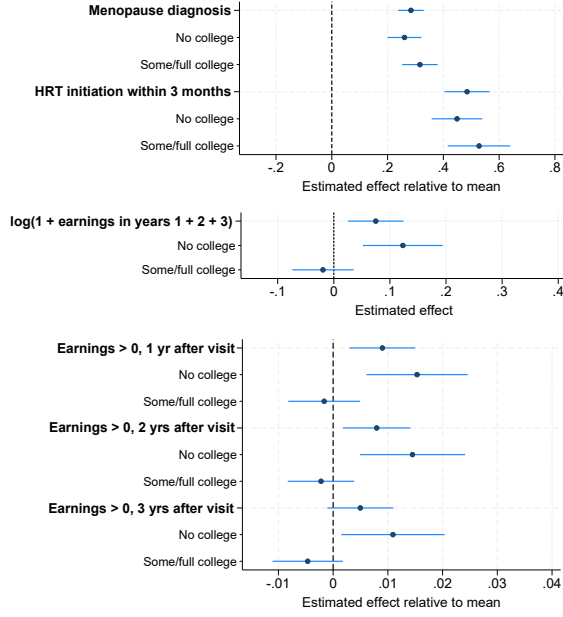 Menopause diagnosis
No college
Some/full college
HRT initiation within 3 months
No college
Some/full college
-.2 0 .2 .4 .6 .8
Estimated effect relative to mean
log(1 + earnings in years 1 + 2 + 3)
No college
Some/full college
-.1 0 .1 .2 .3 .4
Estimated effect
Earnings > 0, 1 yr after visit
No college
Some/full college
Earnings > 0, 2 yrs after visit
No college
Some/full college
Earnings > 0, 3 yrs after visit
No college
Some/full college
-.01 0 .01 .02 .03 .04
Estimated effect relative to mean